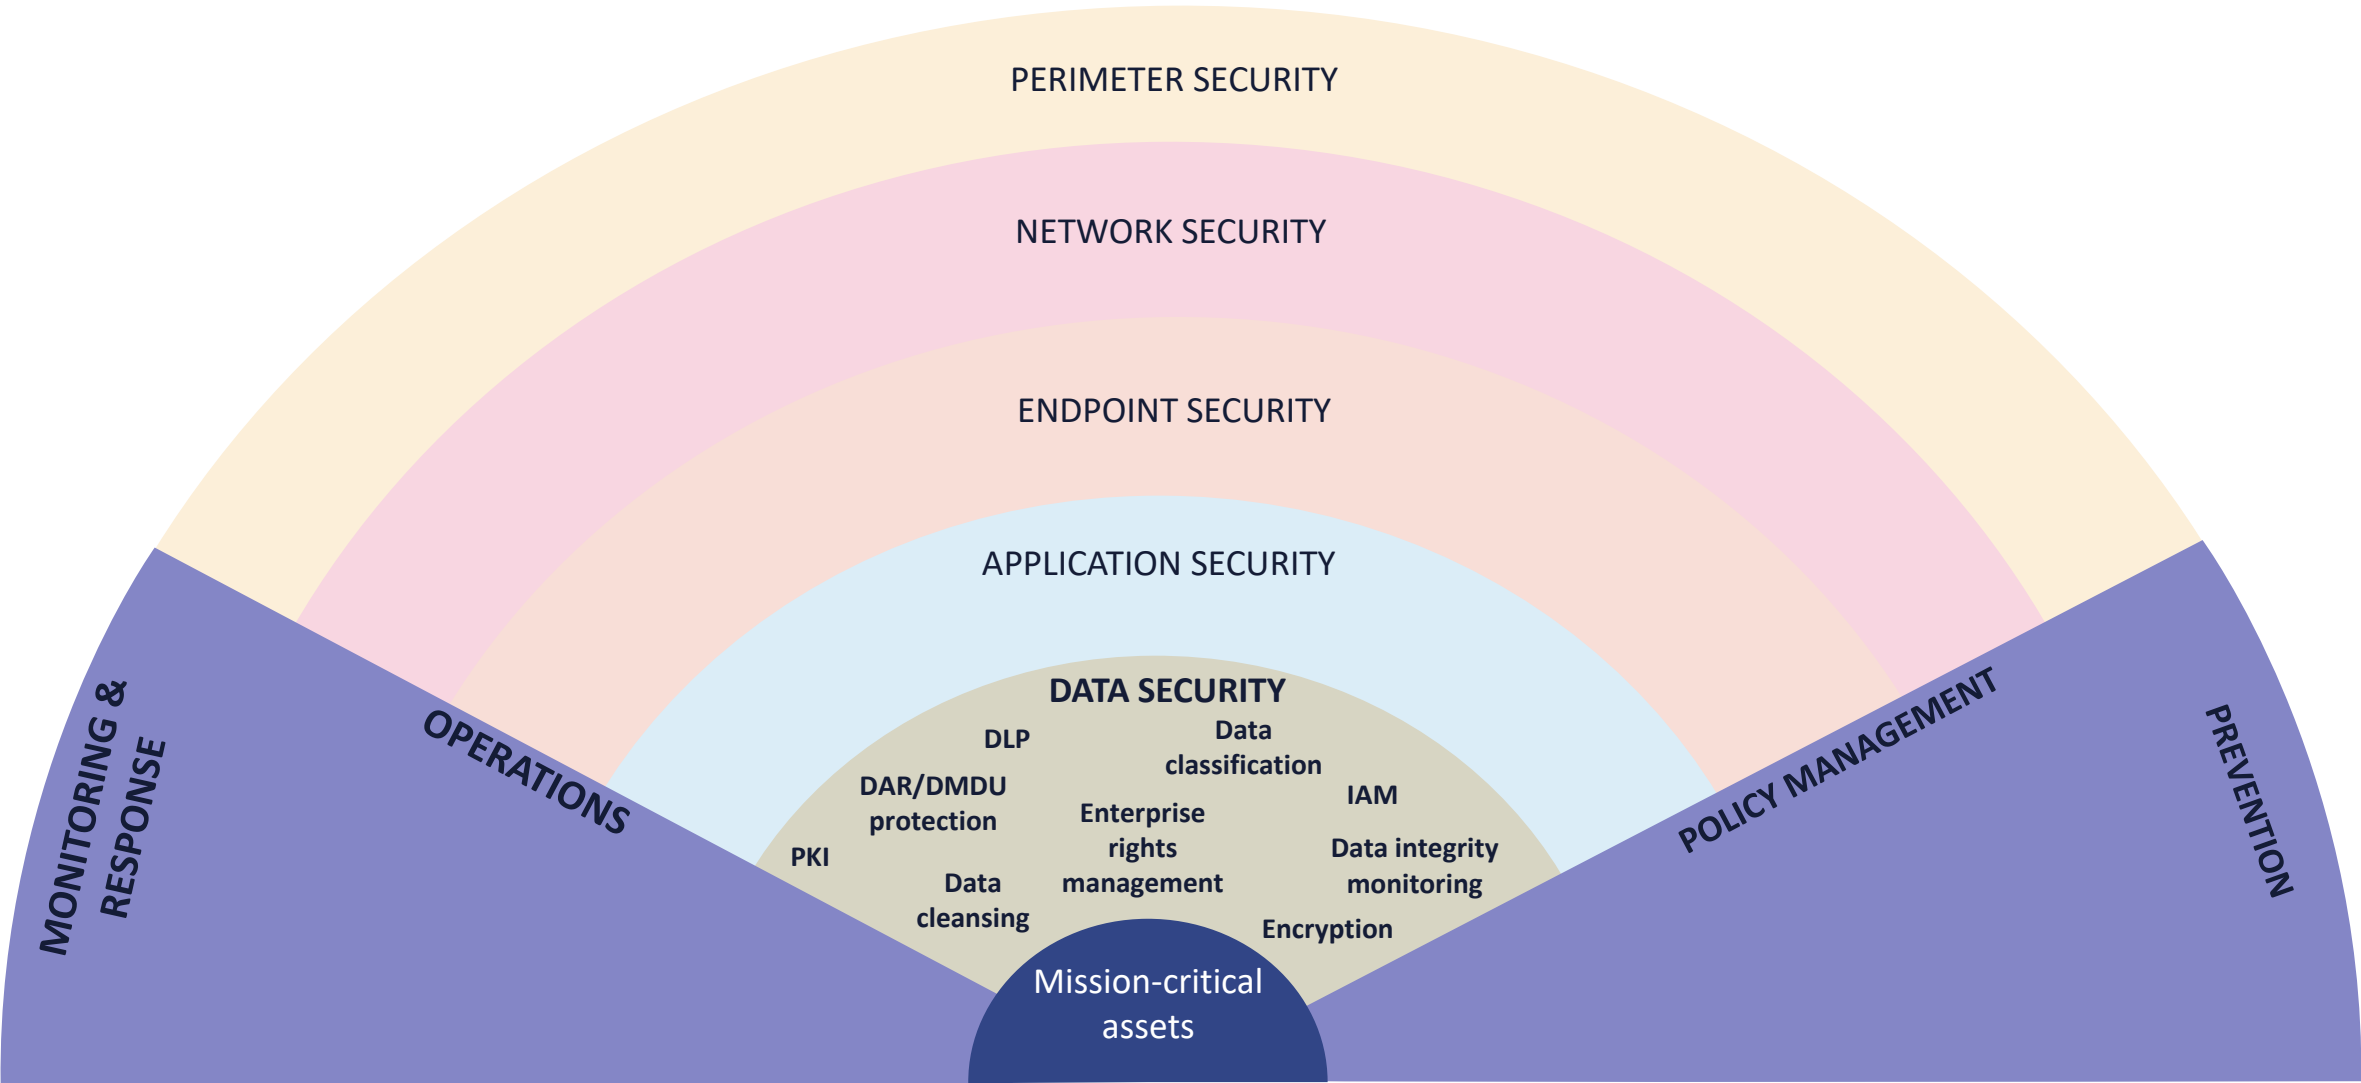 PERIMETER SECURITY
NETWORK SECURITY
ENDPOINT SECURITY
APPLICATION SECURITY
DATA SECURITY
DLP
Data
classification
DAR/DMDU
protection
IAM
Enterprise
rights
management
PKI
Data integrity
monitoring
Data
cleansing
Encryption
Mission-critical
assets
MONITORING &
RESPONSE
OPERATIONS
POLICY MANAGEMENT
PREVENTION